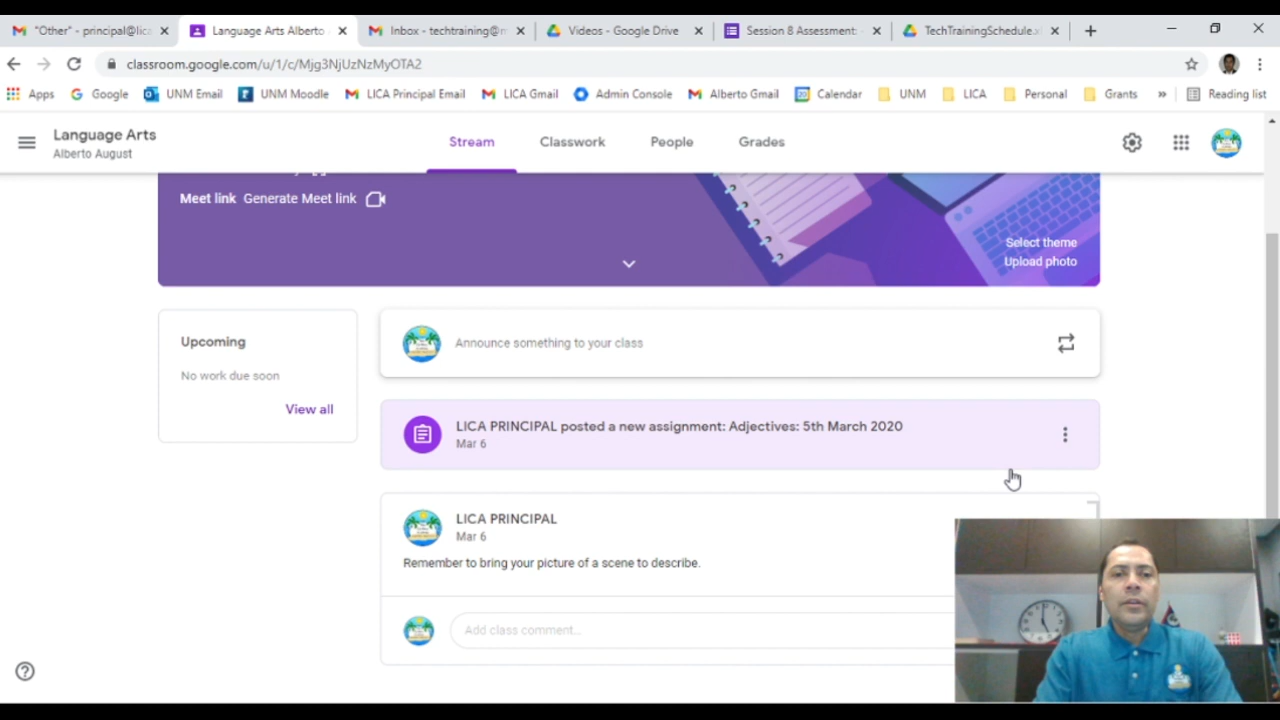 "Other" - principal@lica
Language Arts Alberto
Inbox - techtraining@m
Videos - Google Drive
Session 8 Assessment:
TechTrainingSchedule.x
classroom.google.com/u/1/c/Mjg3NjUzNzMyOTA2
Apps
Google
UNM Email
UNM Moodle
LICA Principal Email
LICA Gmail
Admin Console
Alberto Gmail
Calendar
UNM
LICA
Personal
Grants
»
Reading list
Language Arts
Alberto August
Stream
Classwork
People
Grades
Meet link Generate Meet link
Select theme
Upload photo
Upcoming
No work due soon
View all
Announce something to your class
LICA PRINCIPAL posted a new assignment: Adjectives: 5th March 2020
Mar 6
LICA PRINCIPAL
Mar 6
Remember to bring your picture of a scene to describe.
Add class comment...